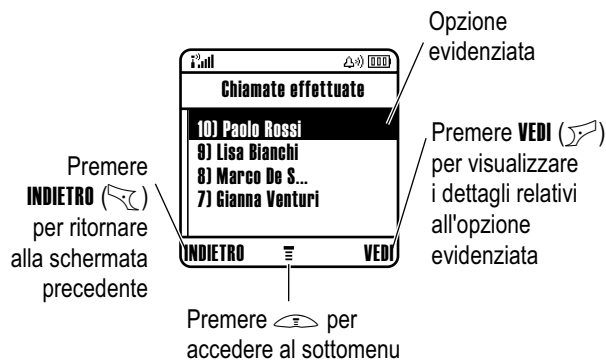 Opzione
evidenziata
Chiamate effettuate
10) Paolo Rossi
9) Lisa Bianchi
8) Marco De S...
7) Gianna Venturi
INDIETRO
VEDI
Premere
INDIETRO ( )
per ritornare
alla schermata
precedente
Premere VEDI ( )
per visualizzare
i dettagli relativi
all'opzione
evidenziata
Premere per
accedere al sottomenu